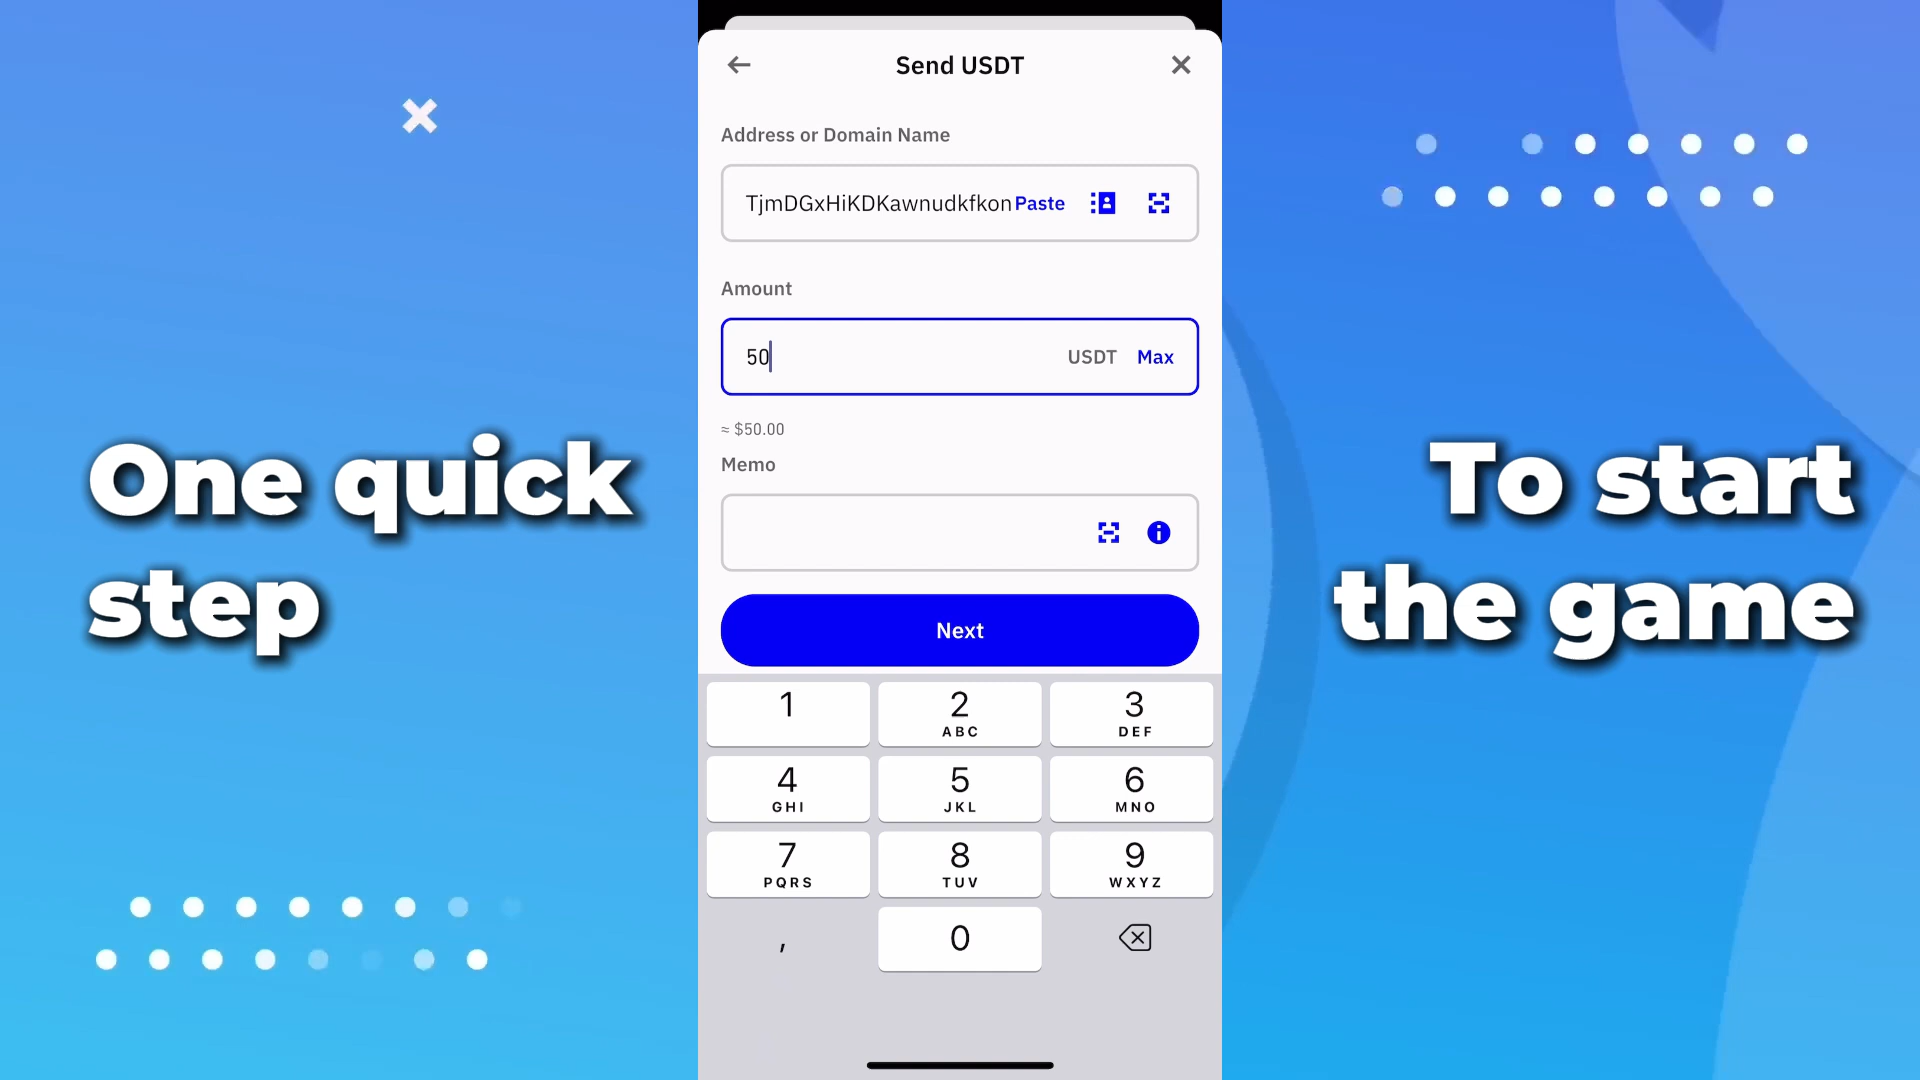 Send USDT
Address or Domain Name
TjmDGxHiKDKawnudkfkon Paste
Amount
50 USDT Max
≈ $50.00
Memo
Next
One quick
step
To start
the game
1
2 ABC
3 DEF
4 GHI
5 JKL
6 MNO
7 PQRS
8 TUV
9 WXYZ
,
0